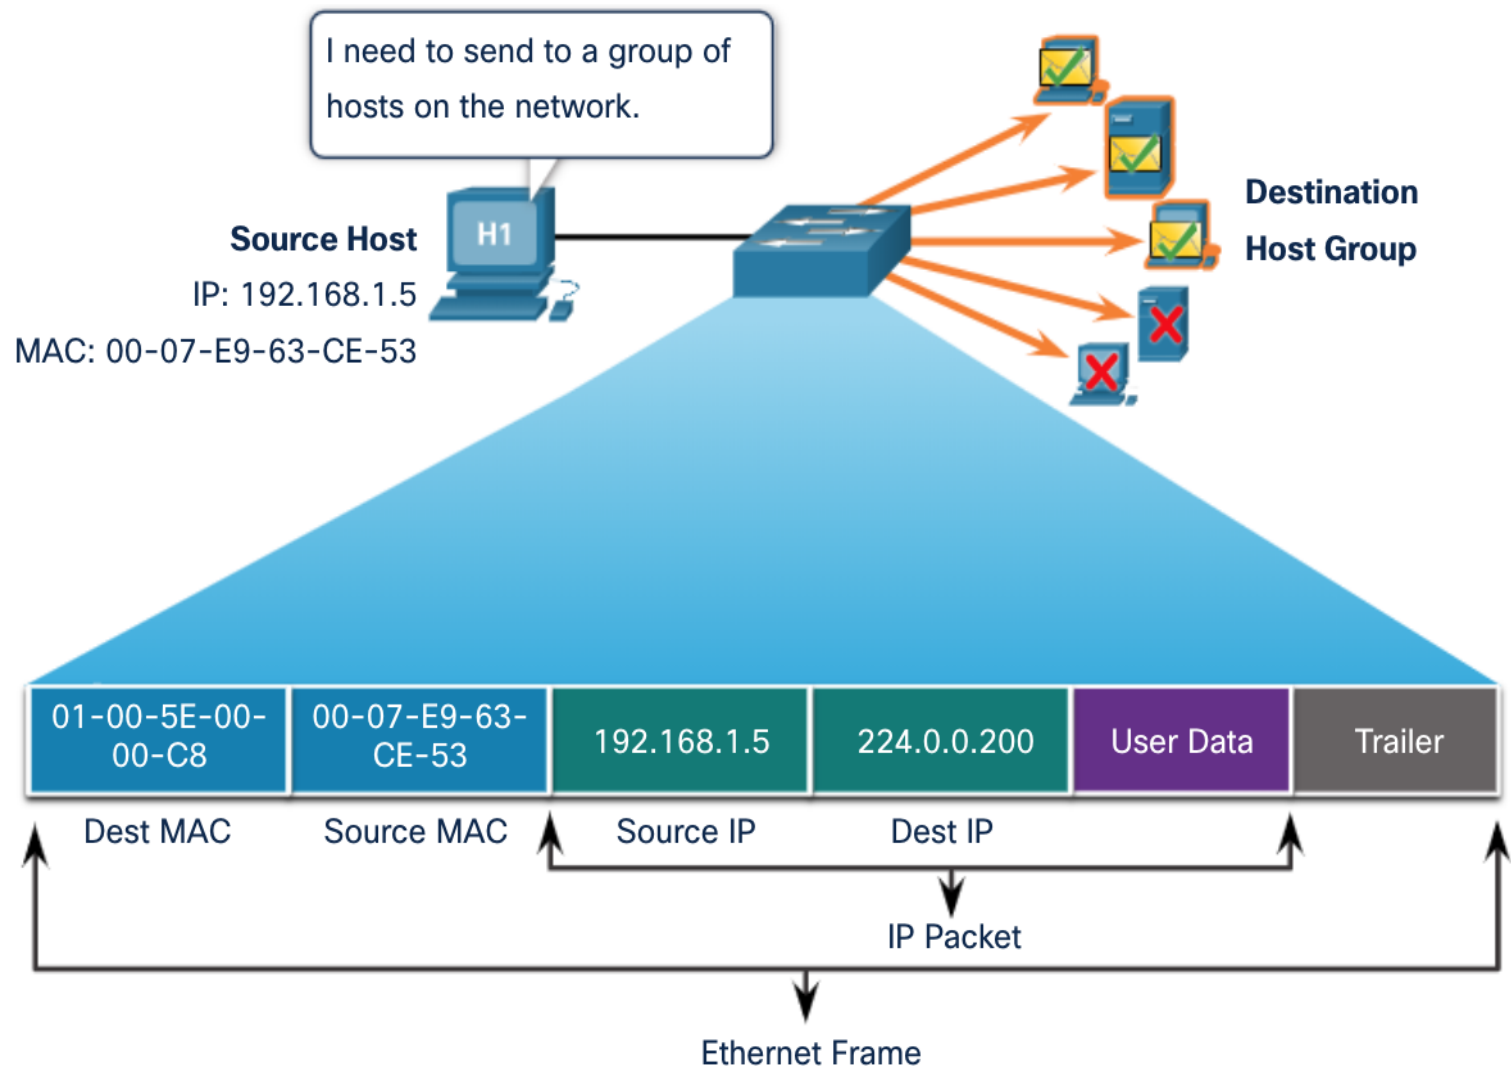 I need to send to a group of
hosts on the network.
H1
Source Host
IP: 192.168.1.5
MAC: 00-07-E9-63-CE-53
Destination
Host Group
01-00-5E-00-
00-C8
00-07-E9-63-
CE-53
192.168.1.5
224.0.0.200
User Data
Trailer
Dest MAC
Source MAC
Source IP
Dest IP
IP Packet
Ethernet Frame